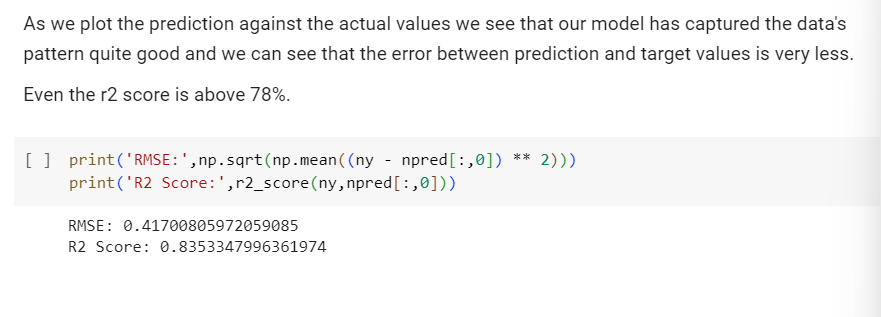 As we plot the prediction against the actual values we see that our model has captured the data's
pattern quite good and we can see that the error between prediction and target values is very less.
Even the r2 score is above 78%.
[ ] print('RMSE:',np.sqrt(np.mean((ny - npred[:,0]) ** 2)))
print('R2 Score:',r2_score(ny,npred[:,0]))
RMSE: 0.41700805972059085
R2 Score: 0.8353347996361974